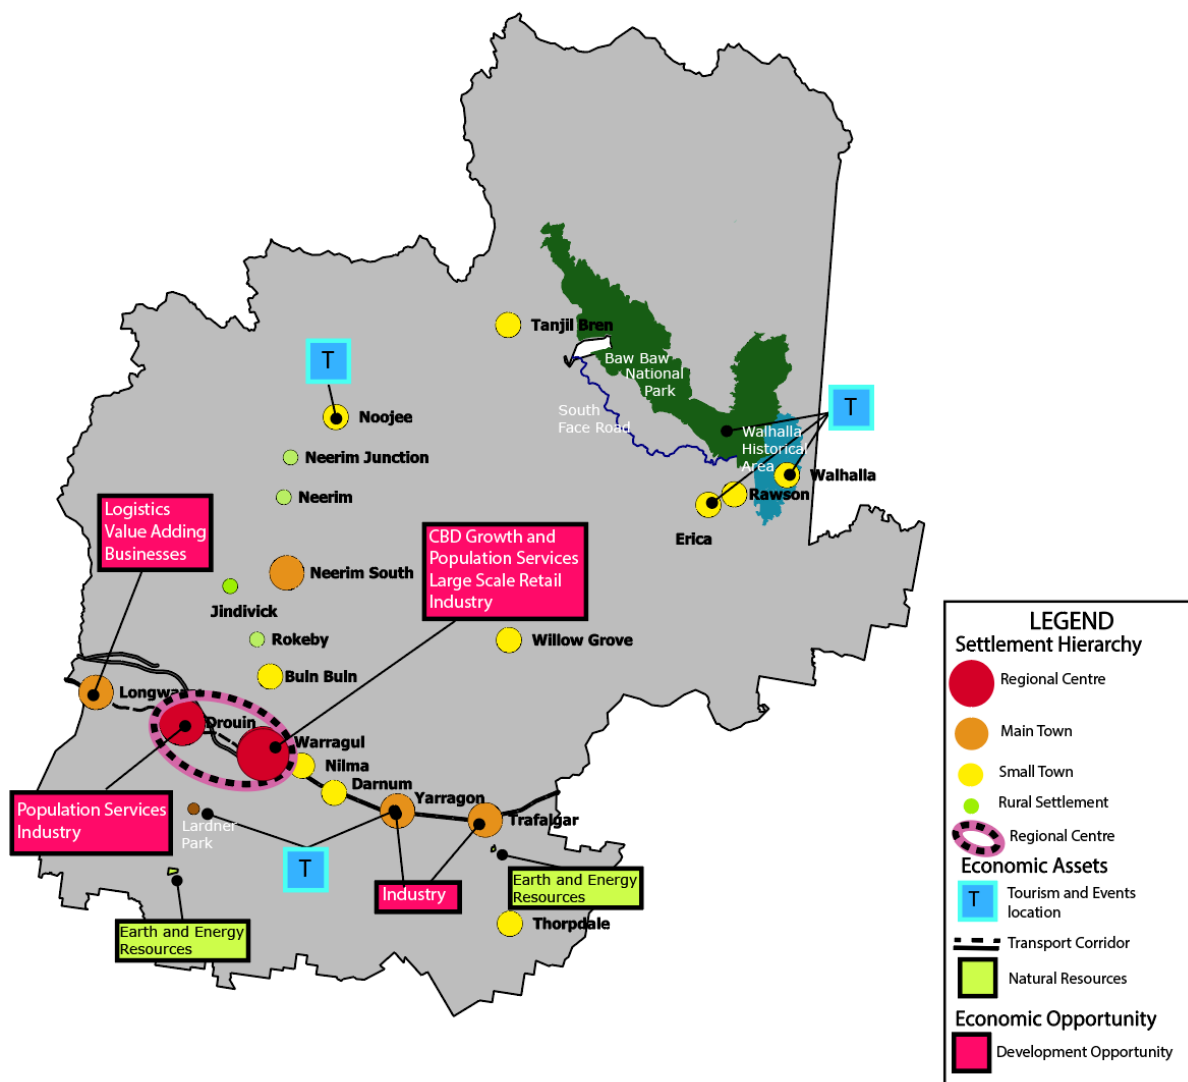 Tanjil Bren
Baw Baw
National
Park
T
Noojee
South
Face Road
T
Walhalla
Historical
Area
Neerim Junction
Walhalla
Neerim
Rawson
Erica
Logistics
Value Adding
Businesses
CBD Growth and
Population Services
Large Scale Retail
Industry
Neerim South
Jindivick
Rokeby
Willow Grove
Buln Buln
Longwa
Drouin
Warragul
Nilma
Darnum
Yarragon
Trafalgar
Population Services
Industry
Lardner
Park
T
Industry
Earth and Energy
Resources
Earth and Energy
Resources
Thorpdale
LEGEND
Settlement Hierarchy
Regional Centre
Main Town
Small Town
Rural Settlement
Regional Centre
Economic Assets
T
Tourism and Events
location
Transport Corridor
Natural Resources
Economic Opportunity
Development Opportunity